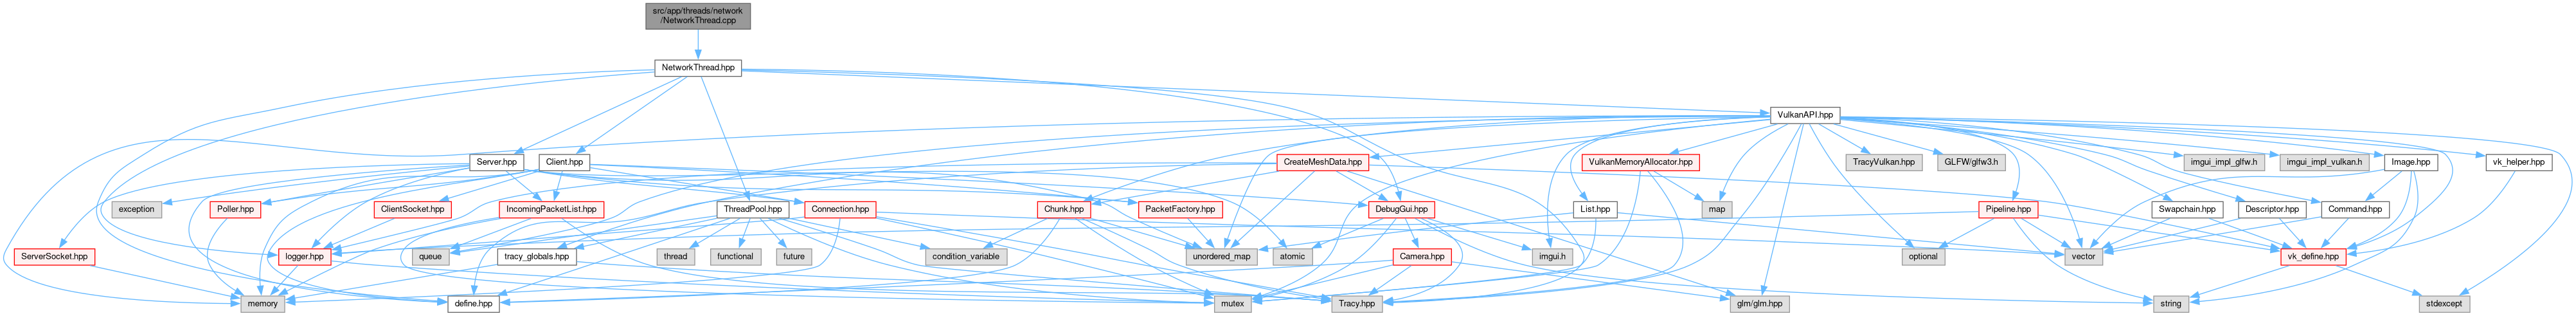 src/app/threads/network
/NetworkThread.cpp
NetworkThread.hpp
VulkanAPI.hpp
Server.hpp
Client.hpp
CreateMeshData.hpp
VulkanMemoryAllocator.hpp
TracyVulkan.hpp
GLFW/glfw3.h
imgui_impl_glfw.h
imgui_impl_vulkan.h
Image.hpp
vk_helper.hpp
exception
Poller.hpp
ClientSocket.hpp
IncomingPacketList.hpp
ThreadPool.hpp
Connection.hpp
Chunk.hpp
PacketFactory.hpp
DebugGui.hpp
List.hpp
map
Pipeline.hpp
Swapchain.hpp
Descriptor.hpp
Command.hpp
ServerSocket.hpp
logger.hpp
queue
tracy_globals.hpp
thread
functional
future
condition_variable
unordered_map
atomic
Camera.hpp
imgui.h
optional
vector
vk_define.hpp
memory
define.hpp
mutex
Tracy.hpp
glm/glm.hpp
string
stdexcept